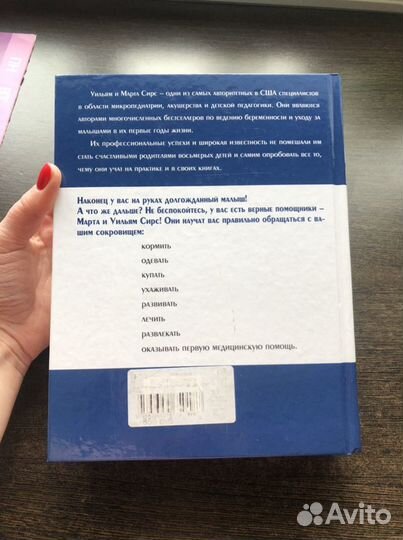 Уильям и Марта Сирс – одни из самых авторитетных в США специалистов
в области микропедиатрии, акушерства и детской педагогики. Они являются
авторами многочисленных бестселлеров по ведению беременности и уходу за
малышами в их первые годы жизни.
Их профессиональные успехи и широкая известность не помешали им
стать счастливыми родителями восьмерых детей и самим опробовать все то,
чему они учат на практике и в своих книгах.
Наконец у вас на руках долгожданный малыш!
А что же дальше? Не беспокойтесь, у вас есть верные помощники –
Марта и Уильям Сирс! Они научат вас правильно обращаться с ва-
шим сокровищем:
кормить
одевать
купать
ухаживать
развивать
лечить
развлекать
оказывать первую медицинскую помощь.
Avito